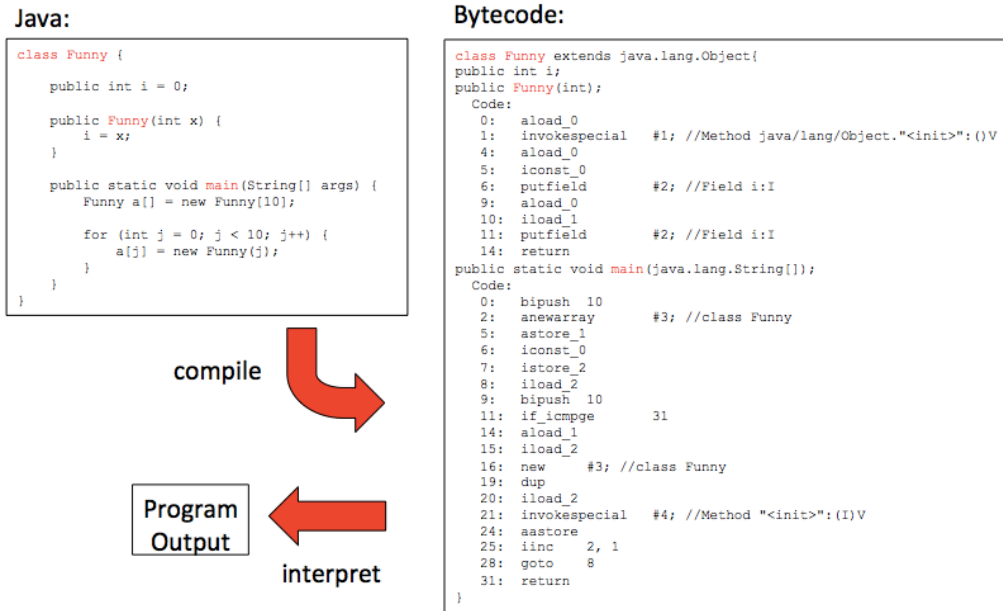 Java:
class Funny {
    public int i = 0;
    public Funny(int x) {
        i = x;
    }
    public static void main(String[] args) {
        Funny a[] = new Funny[10];
        for (int j = 0; j < 10; j++) {
            a[j] = new Funny(j);
        }
    }
}
compile
Program
Output
interpret
Bytecode:
class Funny extends java.lang.Object{
public int i;
public Funny(int);
  Code:
   0:   aload_0
   1:   invokespecial   #1; //Method java/lang/Object."<init>":()V
   4:   aload_0
   5:   iconst_0
   6:   putfield        #2; //Field i:I
   9:   aload_0
   10:  iload_1
   11:  putfield        #2; //Field i:I
   14:  return
public static void main(java.lang.String[]);
  Code:
   0:   bipush  10
   2:   anewarray       #3; //class Funny
   5:   astore_1
   6:   iconst_0
   7:   istore_2
   8:   iload_2
   9:   bipush  10
   11:  if_icmpge       31
   14:  aload_1
   15:  iload_2
   16:  new     #3; //class Funny
   19:  dup
   20:  iload_2
   21:  invokespecial   #4; //Method "<init>":(I)V
   24:  aastore
   25:  iinc    2, 1
   28:  goto    8
   31:  return
}